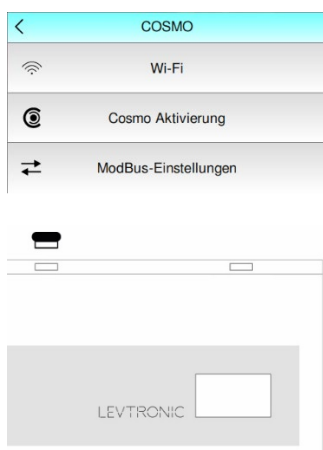 COSMO
Wi-Fi
Cosmo Aktivierung
ModBus-Einstellungen
LEVTRONIC